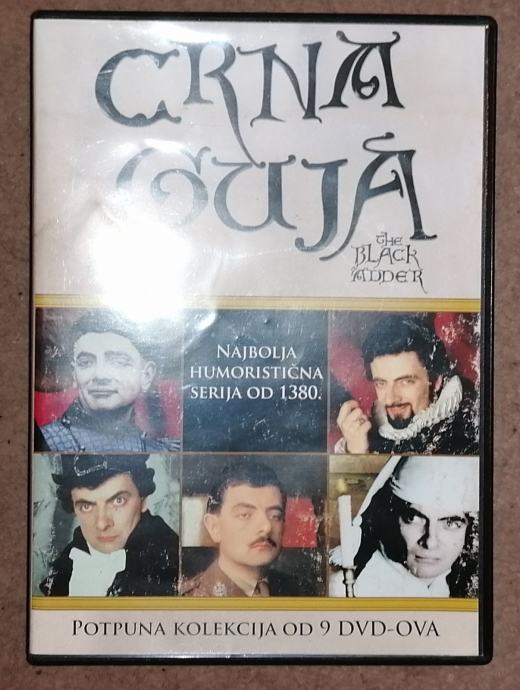 CRNA
GUJA
THE
BLACK
ADDER
NAJBOLJA
HUMORISTIČNA
SERIJA OD 1380.
POTPUNA KOLEKCIJA OD 9 DVD-OVA